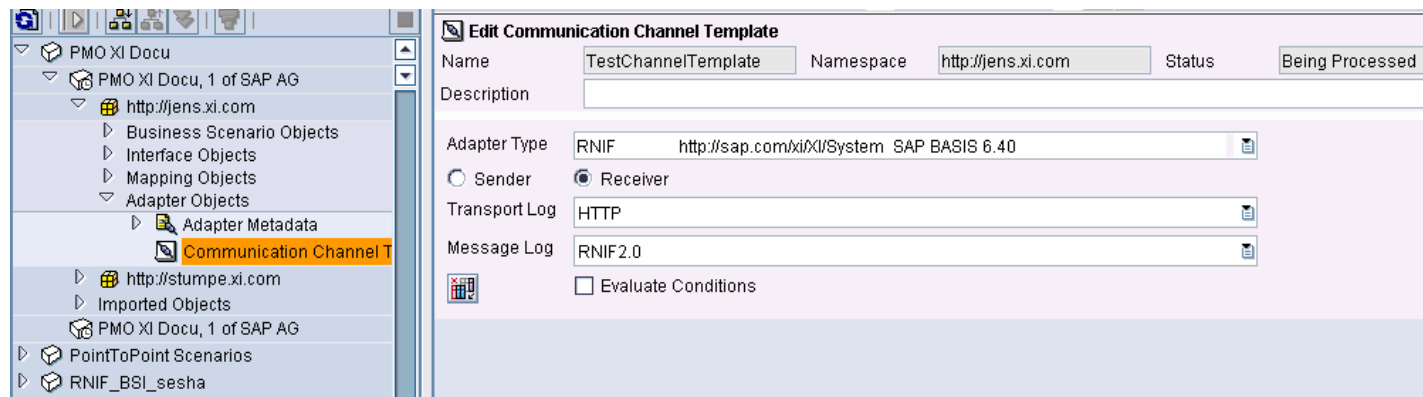 PMO XI Docu
PMO XI Docu, 1 of SAP AG
http://jens.xi.com
Business Scenario Objects
Interface Objects
Mapping Objects
Adapter Objects
Adapter Metadata
Communication Channel T
http://stumpe.xi.com
Imported Objects
PMO XI Docu, 1 of SAP AG
PointToPoint Scenarios
RNIF_BSI_sesha
Edit Communication Channel Template
Name TestChannelTemplate Namespace http://jens.xi.com Status Being Processed
Description
Adapter Type RNIF http://sap.com/xi/XI/System SAP BASIS 6.40
Sender Receiver
Transport Log HTTP
Message Log RNIF2.0
Evaluate Conditions